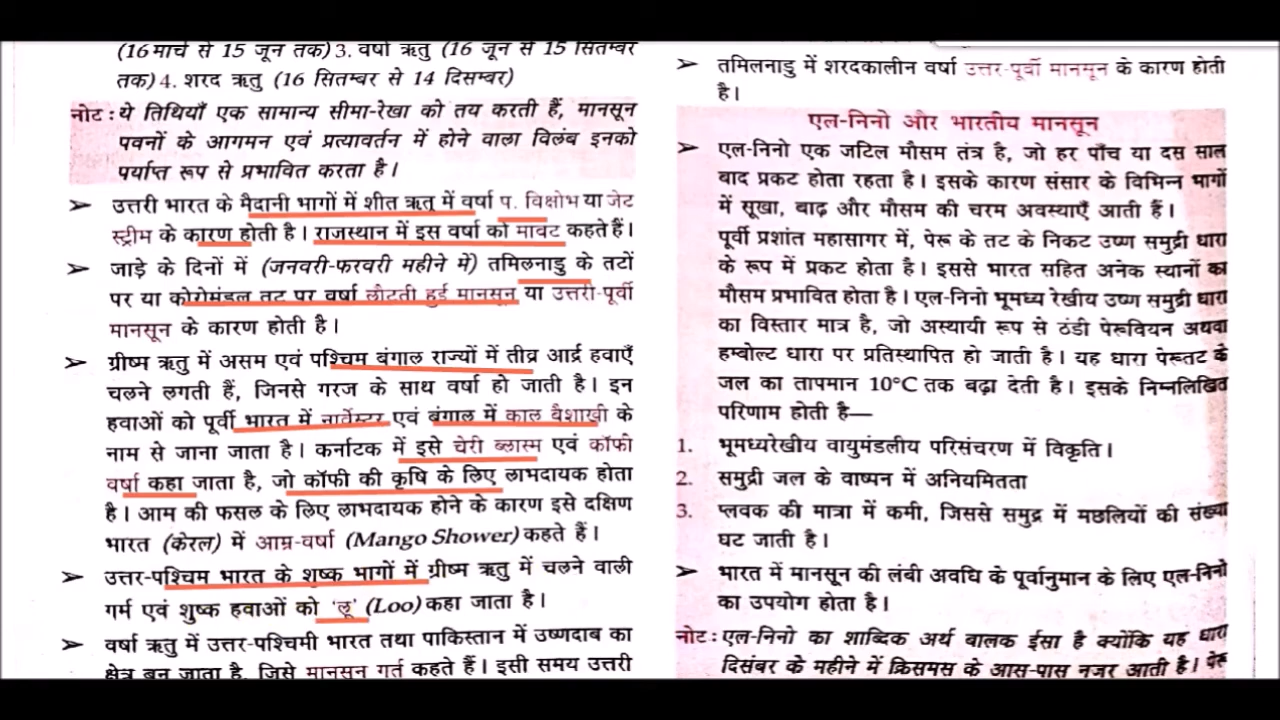 (16 मार्च से 15 जून तक) 3. वर्षा ऋतु (16 जून से 15 सितम्बर
तक) 4. शरद ऋतु (16 सितम्बर से 14 दिसम्बर)
नोट : ये तिथियाँ एक सामान्य सीमा-रेखा को तय करती हैं, मानसून
पवनों के आगमन एवं प्रत्यावर्तन में होने वाला विलंब इनको
पर्याप्त रूप से प्रभावित करता है।
➤ उत्तरी भारत के मैदानी भागों में शीत ऋतु में वर्षा प. विक्षोभ या जेट
स्ट्रीम के कारण होती है। राजस्थान में इस वर्षा को मावट कहते हैं।
➤ जाड़े के दिनों में (जनवरी-फरवरी महीने में) तमिलनाडु के तटों
पर या कोरोमंडल तट पर वर्षा लौटती हुई मानसून या उत्तरी-पूर्वी
मानसून के कारण होती है।
➤ ग्रीष्म ऋतु में असम एवं पश्चिम बंगाल राज्यों में तीव्र आर्द्र हवाएँ
चलने लगती हैं, जिनसे गरज के साथ वर्षा हो जाती है। इन
हवाओं को पूर्वी भारत में नार्वेस्टर एवं बंगाल में काल वैशाखी के
नाम से जाना जाता है। कर्नाटक में इसे चेरी ब्लास्म एवं कॉफी
वर्षा कहा जाता है, जो कॉफी की कृषि के लिए लाभदायक होता
है। आम की फसल के लिए लाभदायक होने के कारण इसे दक्षिण
भारत (केरल) में आम्र-वर्षा (Mango Shower) कहते हैं।
➤ उत्तर-पश्चिम भारत के शुष्क भागों में ग्रीष्म ऋतु में चलने वाली
गर्म एवं शुष्क हवाओं को 'लू' (Loo) कहा जाता है।
➤ वर्षा ऋतु में उत्तर-पश्चिमी भारत तथा पाकिस्तान में उष्णदाब का
क्षेत्र बन जाता है, जिसे मानसून गर्त कहते हैं। इसी समय उत्तरी
➤ तमिलनाडु में शरदकालीन वर्षा उत्तर-पूर्वी मानसून के कारण होती
है।
एल-निनो और भारतीय मानसून
➤ एल-निनो एक जटिल मौसम तंत्र है, जो हर पाँच या दस साल
बाद प्रकट होता रहता है। इसके कारण संसार के विभिन्न भागों
में सूखा, बाढ़ और मौसम की चरम अवस्थाएँ आती हैं।
पूर्वी प्रशांत महासागर में, पेरू के तट के निकट उष्ण समुद्री धारा
के रूप में प्रकट होता है। इससे भारत सहित अनेक स्थानों का
मौसम प्रभावित होता है। एल-निनो भूमध्य रेखीय उष्ण समुद्री धारा
का विस्तार मात्र है, जो अस्थायी रूप से ठंडी पेरूवियन अथवा
हम्बोल्ट धारा पर प्रतिस्थापित हो जाती है। यह धारा पेरूतट के
जल का तापमान 10°C तक बढ़ा देती है। इसके निम्नलिखित
परिणाम होती है—
1. भूमध्यरेखीय वायुमंडलीय परिसंचरण में विकृति।
2. समुद्री जल के वाष्पन में अनियमितता
3. प्लवक की मात्रा में कमी, जिससे समुद्र में मछलियों की संख्या
घट जाती है।
➤ भारत में मानसून की लंबी अवधि के पूर्वानुमान के लिए एल-निनो
का उपयोग होता है।
नोट : एल-निनो का शाब्दिक अर्थ बालक ईसा है क्योंकि यह धारा
दिसंबर के महीने में क्रिसमस के आस-पास नजर आती है। पेरू